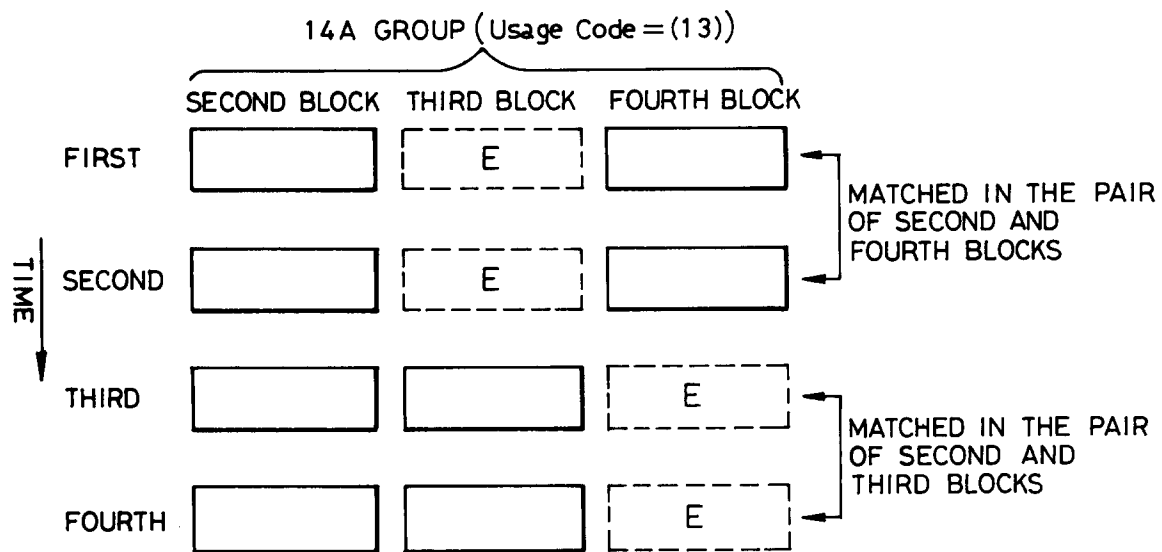 14A GROUP (Usage Code=(13))
SECOND BLOCK THIRD BLOCK FOURTH BLOCK
FIRST E
MATCHED IN THE PAIR
OF SECOND AND
FOURTH BLOCKS
TIME
SECOND E
THIRD E
MATCHED IN THE PAIR
OF SECOND AND
THIRD BLOCKS
FOURTH E